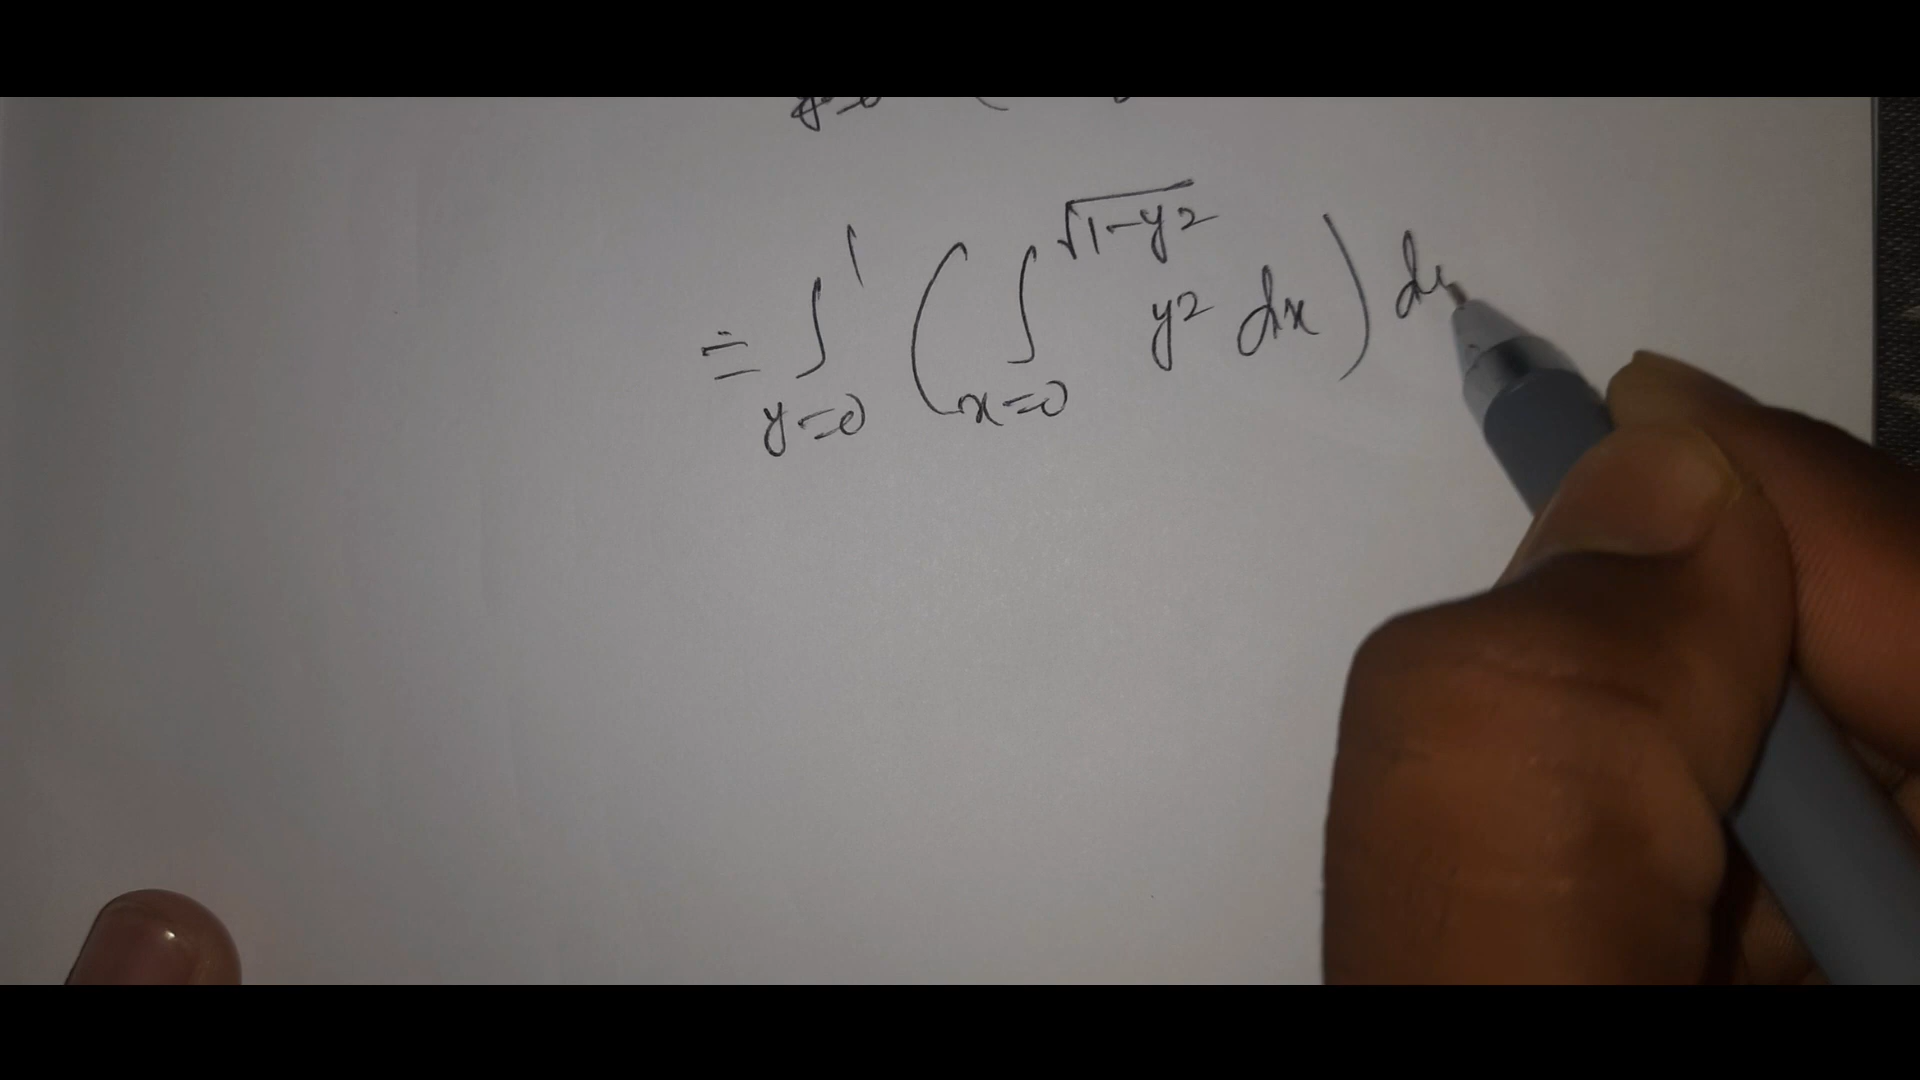 = ∫_{y=0}^{1} ( ∫_{x=0}^{√(1-y²)} y² dx ) dy